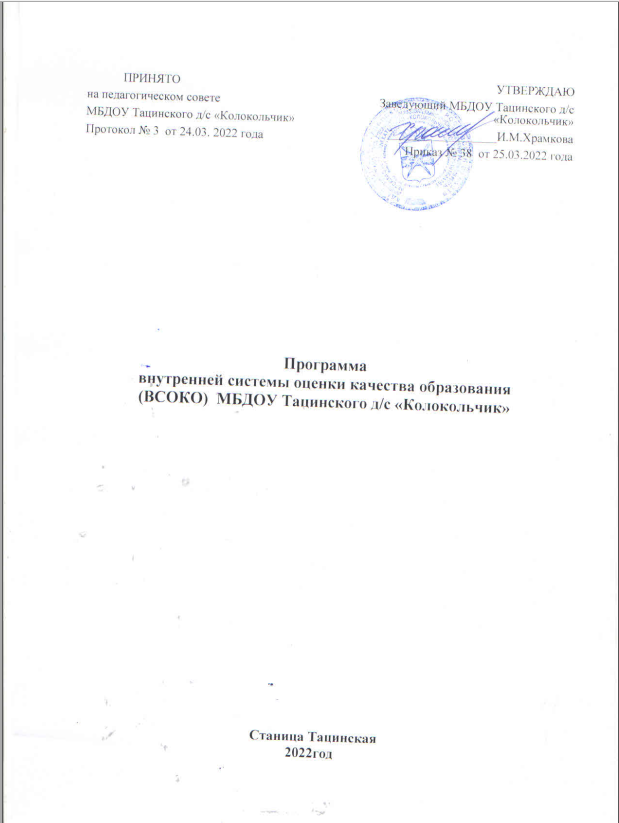 ПРИНЯТО
на педагогическом совете
МБДОУ Тацинского д/с «Колокольчик»
Протокол № 3 от 24.03. 2022 года
УТВЕРЖДАЮ
Заведующий МБДОУ Тацинского д/с
«Колокольчик»
И.М.Храмкова
Приказ № 38 от 25.03.2022 года
Программа
внутренней системы оценки качества образования
(ВСОКО) МБДОУ Тацинского д/с «Колокольчик»
Станица Тацинская
2022год